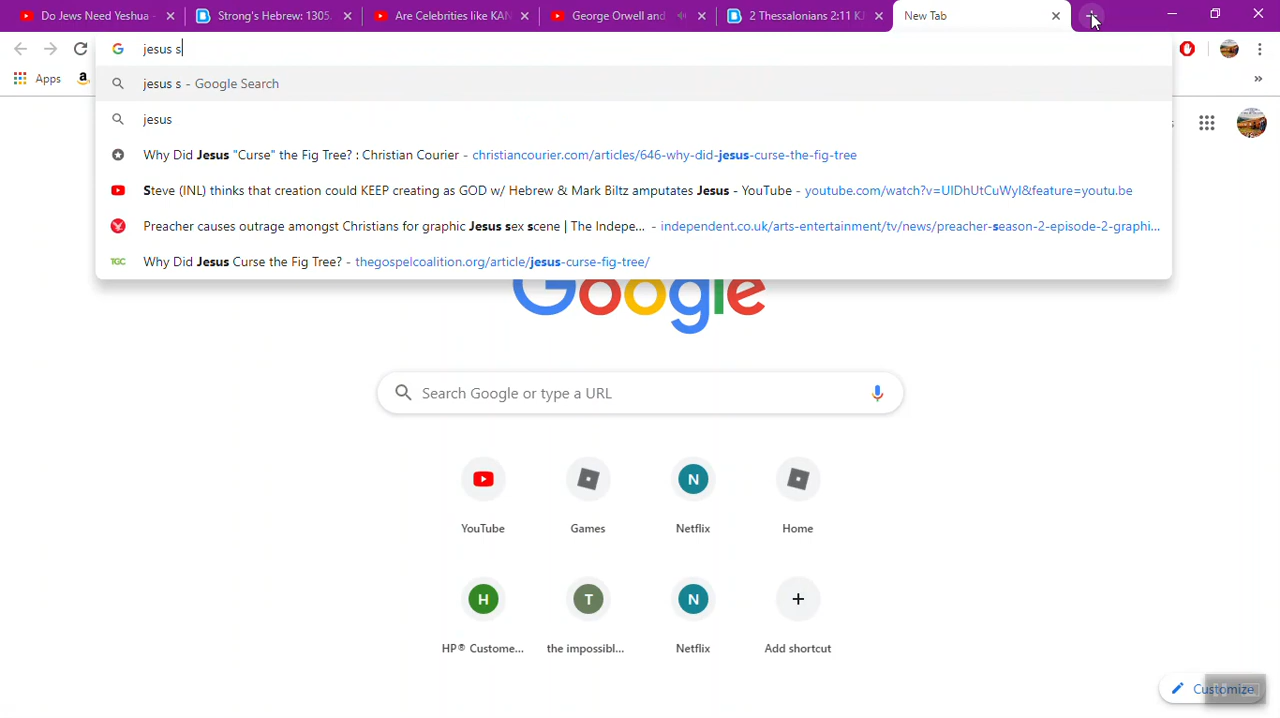 Do Jews Need Yeshua
Strong's Hebrew: 1305.
Are Celebrities like KAN
George Orwell and
2 Thessalonians 2:11 KJ
New Tab
jesus s
Apps
jesus s - Google Search
jesus
Why Did Jesus "Curse" the Fig Tree? : Christian Courier - christiancourier.com/articles/646-why-did-jesus-curse-the-fig-tree
Steve (INL) thinks that creation could KEEP creating as GOD w/ Hebrew & Mark Biltz amputates Jesus - YouTube - youtube.com/watch?v=UIDhUtCuWyI&feature=youtu.be
Preacher causes outrage amongst Christians for graphic Jesus sex scene | The Indepe... - independent.co.uk/arts-entertainment/tv/news/preacher-season-2-episode-2-graphi...
TGC Why Did Jesus Curse the Fig Tree? - thegospelcoalition.org/article/jesus-curse-fig-tree/
Google
Search Google or type a URL
YouTube
Games
N
Netflix
Home
H
HP® Custome...
T
the impossibl...
N
Netflix
Add shortcut
Customize